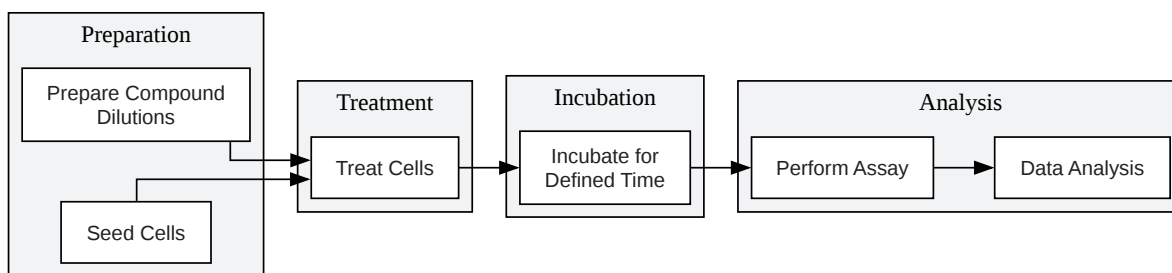 Preparation
Prepare Compound
Dilutions
Seed Cells
Treatment
Treat Cells
Incubation
Incubate for
Defined Time
Analysis
Perform Assay
Data Analysis